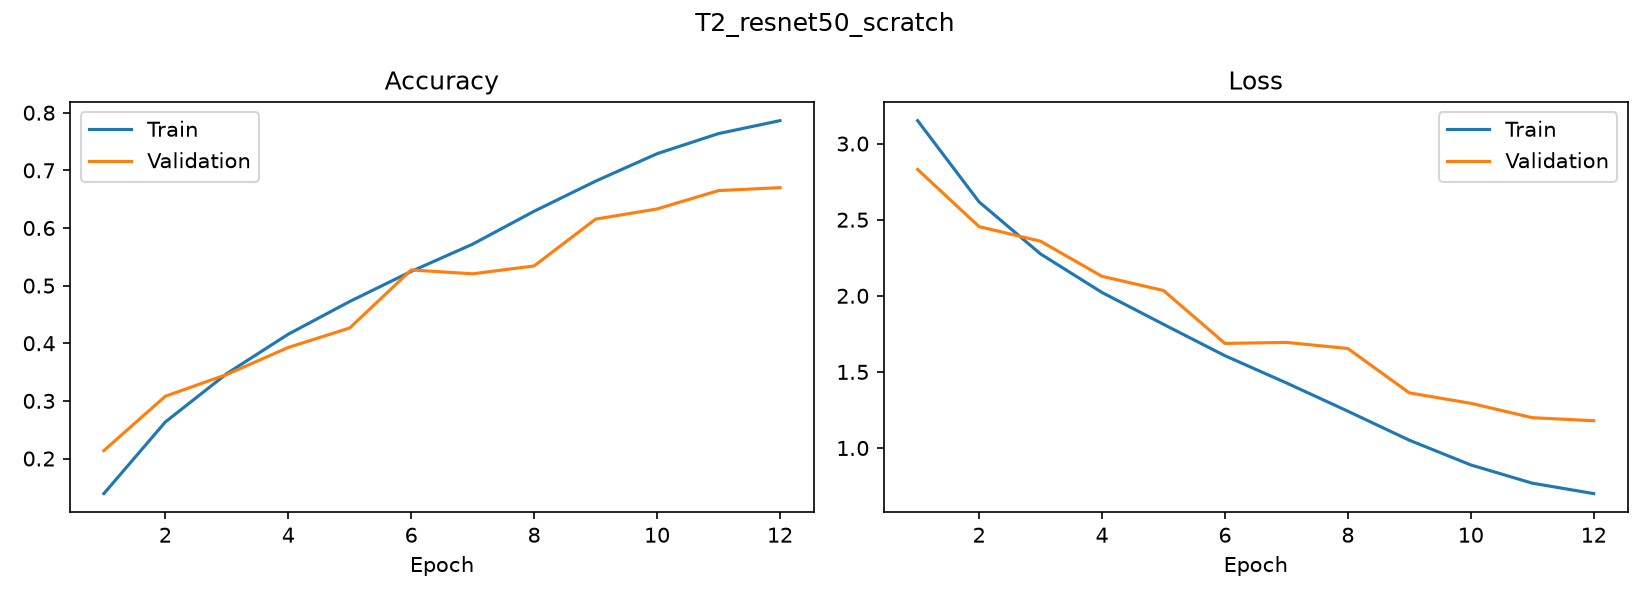 T2_resnet50_scratch
Accuracy
Train
Validation
0.8
0.7
0.6
0.5
0.4
0.3
0.2
2 4 6 8 10 12
Epoch
Loss
Train
Validation
3.0
2.5
2.0
1.5
1.0
2 4 6 8 10 12
Epoch